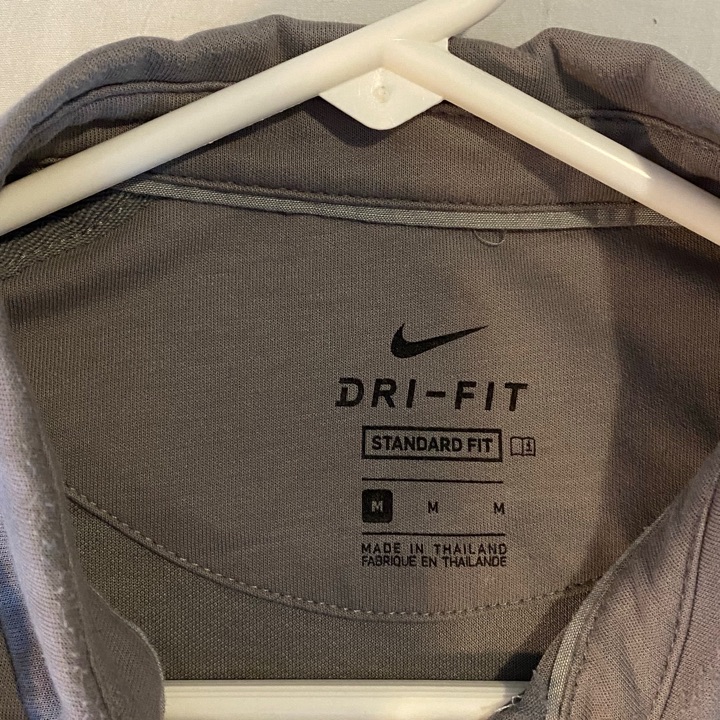 DRI-FIT
STANDARD FIT
M M M
MADE IN THAILAND
FABRIQUE EN THAILANDE